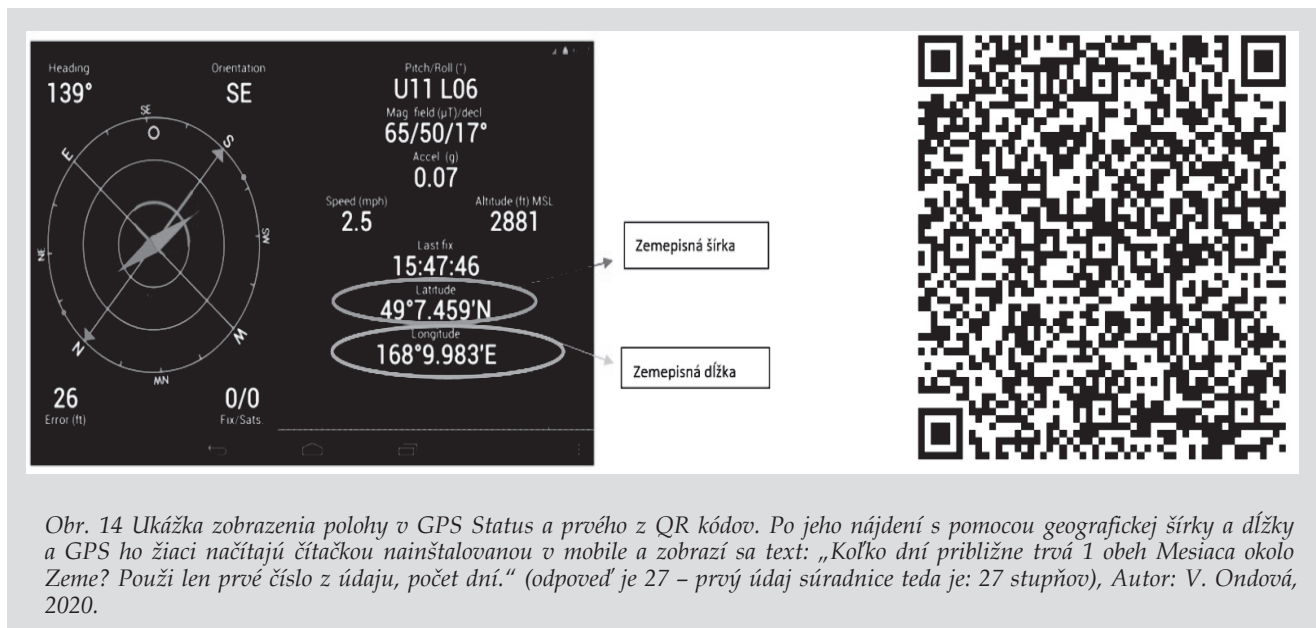 Heading
139°
Orientation
SE
SE
S
E
SW
NE
W
N
NW
26
Error (ft)
0/0
Fix/Sats.
Pitch/Roll (°)
U11 L06
Mag. field (μT)/decl
65/50/17°
Accel (g)
0.07
Speed (mph)
2.5
Altitude (ft) MSL
2881
Last fix
15:47:46
Latitude
49°7.459'N
Longitude
168°9.983'E
Zemepisná šírka
Zemepisná dĺžka
Obr. 14 Ukážka zobrazenia polohy v GPS Status a prvého z QR kódov. Po jeho nájdení s pomocou geografickej šírky a dĺžky
a GPS ho žiaci načítajú čítačkou nainštalovanou v mobile a zobrazí sa text: „Koľko dní približne trvá 1 obeh Mesiaca okolo
Zeme? Použi len prvé číslo z údaju, počet dní.“ (odpoveď je 27 – prvý údaj súradnice teda je: 27 stupňov), Autor: V. Ondová,
2020.